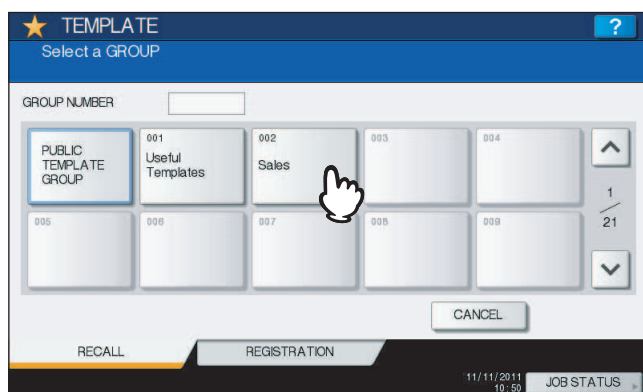 TEMPLATE
?
Select a GROUP
GROUP NUMBER
PUBLIC
TEMPLATE
GROUP
001
Useful
Templates
002
Sales
003
004
005
006
007
008
009
1
21
CANCEL
RECALL
REGISTRATION
11/11/2011
10:50
JOB STATUS